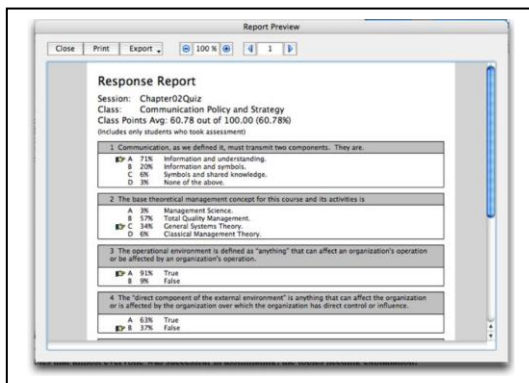 Report Preview
Close Print Export 100 % 1
Response Report
Session: Chapter02Quiz
Class: Communication Policy and Strategy
Class Points Avg: 60.78 out of 100.00 (60.78%)
(Includes only students who took assessment)
1 Communication, as we defined it, must transmit two components. They are.
A 71% Information and understanding.
B 20% Information and symbols.
C 6% Symbols and shared knowledge.
D 3% None of the above.
2 The base theoretical management concept for this course and its activities is
A 3% Management Science.
B 57% Total Quality Management.
C 34% General Systems Theory.
D 6% Classical Management Theory.
3 The operational environment is defined as "anything" that can affect an organization's operation
or be affected by an organization's operation.
A 91% True
B 9% False
4 The "direct component of the external environment" is anything that can affect the organization
or is affected by the organization over which the organization has direct control or influence.
A 63% True
B 37% False